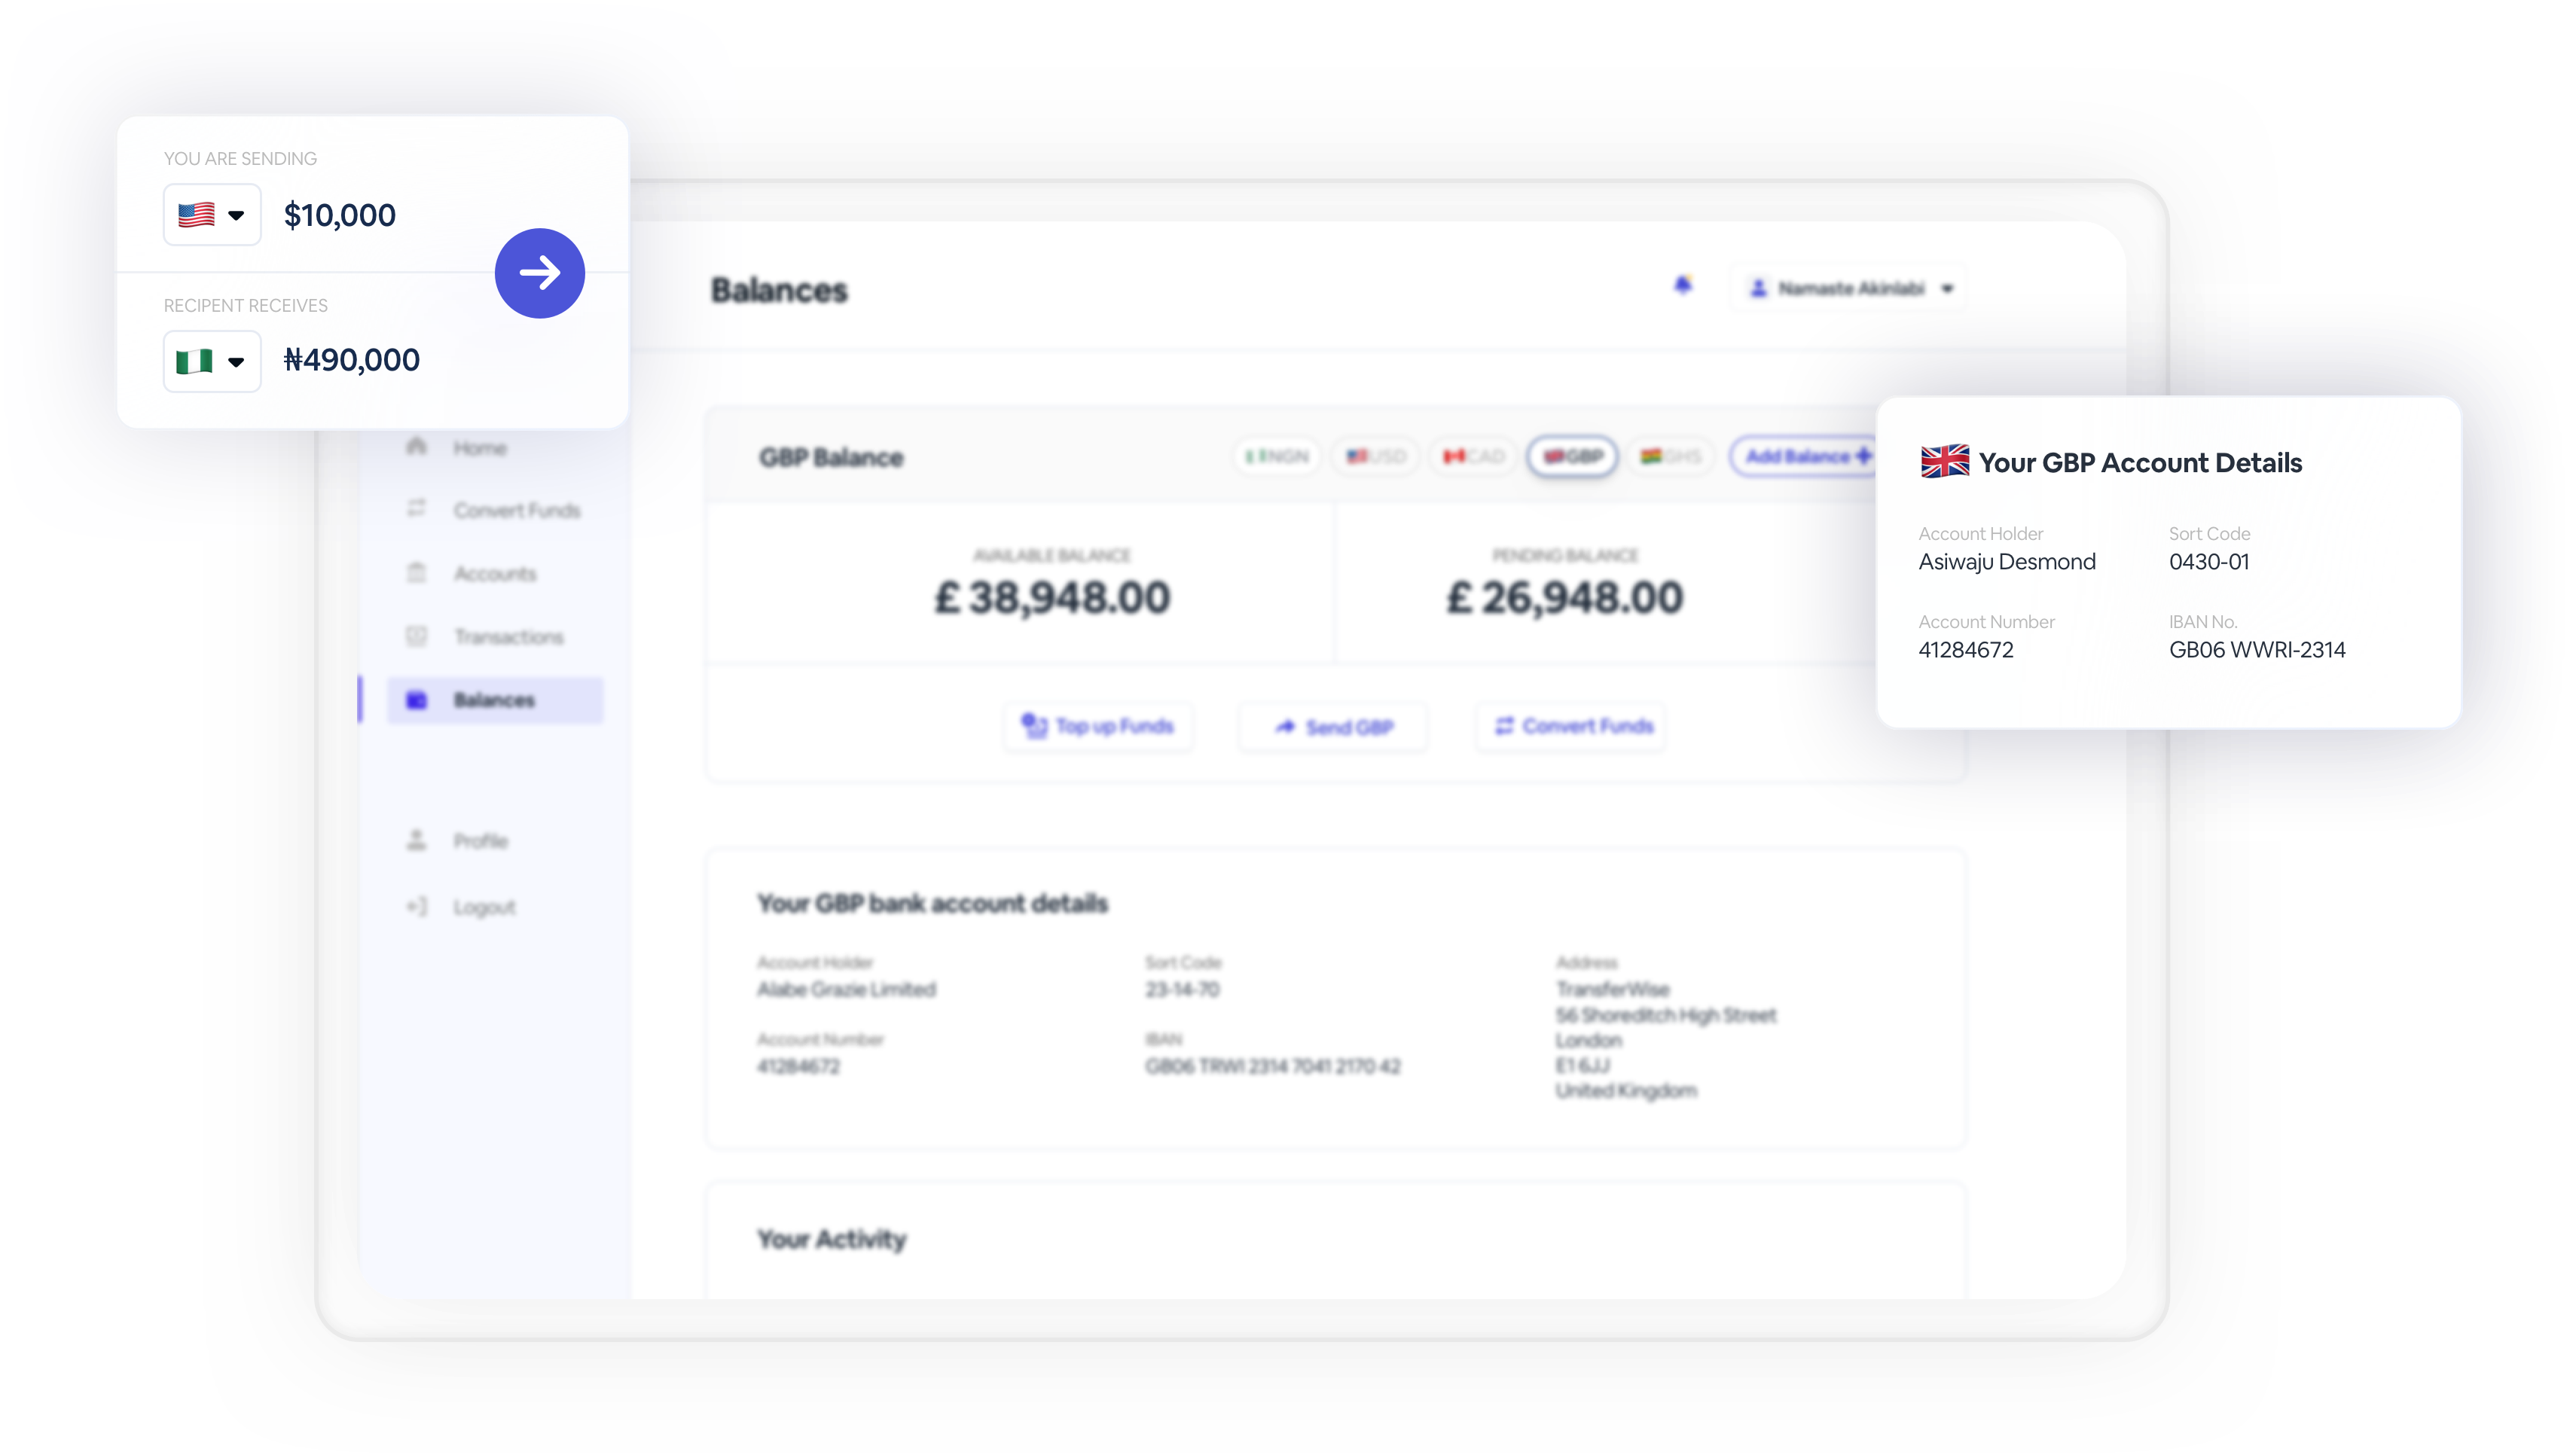 YOU ARE SENDING
$10,000
RECIPENT RECEIVES
₦490,000
Balances
Namaste Akinlabi
Home
Convert Funds
Accounts
Transactions
Balances
Profile
Logout
GBP Balance
NGN
USD
CAD
GBP
GHS
Add Balance
AVAILABLE BALANCE
£ 38,948.00
PENDING BALANCE
£ 26,948.00
Top up Funds
Send GBP
Convert Funds
Your GBP Account Details
Account Holder
Asiwaju Desmond
Sort Code
0430-01
Account Number
41284672
IBAN No.
GB06 WWRI-2314
Your GBP bank account details
Account Holder
Alabe Grazie Limited
Sort Code
23-14-70
Address
TransferWise
56 Shoreditch High Street
London
E1 6JJ
United Kingdom
Account Number
41284672
IBAN
GB06 TRWI 2314 7041 2170 42
Your Activity